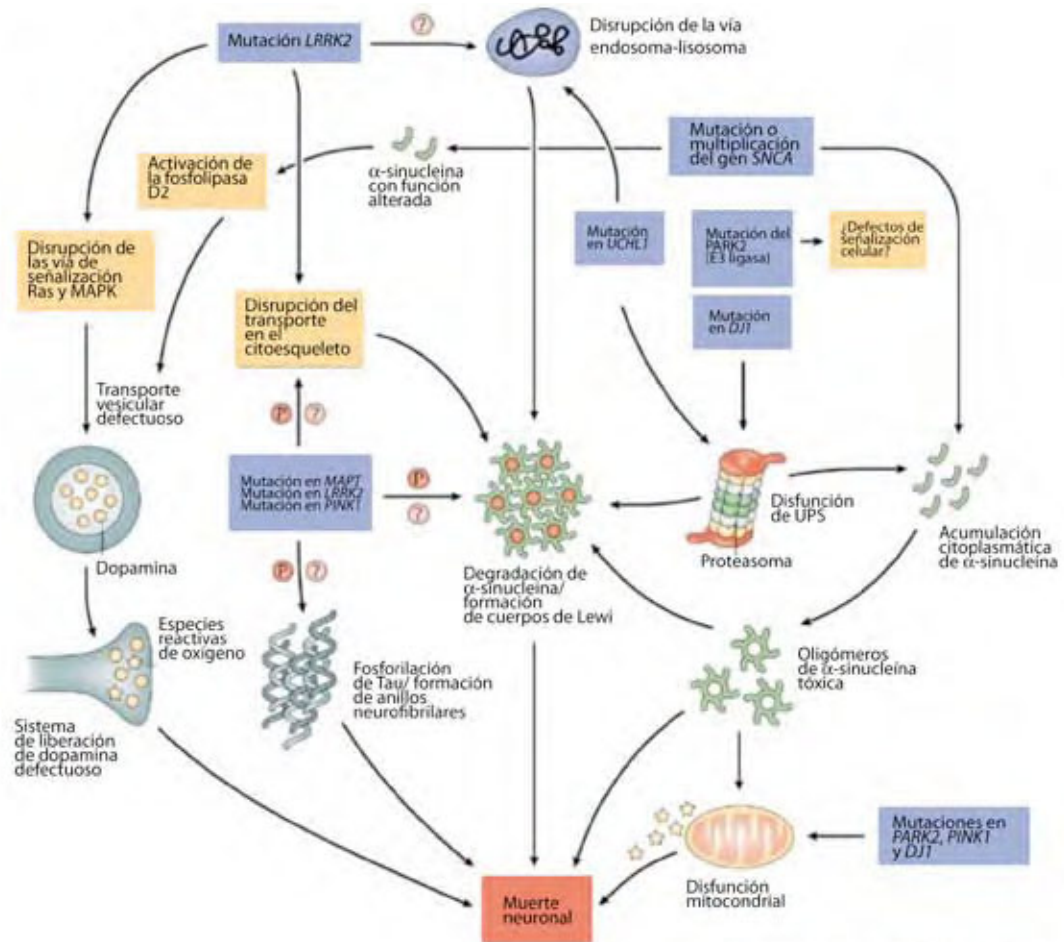 Mutación LRRK2
?
Disrupción de la vía
endosoma-lisosoma
Activación de
la fosfolipasa
D2
α-sinucleína
con función
alterada
Mutación o
multiplicación
del gen SNCA
Disrupción de
las vía de
señalización
Ras y MAPK
Mutación
en UCHL1
Mutación del
PARK2
(E3 ligasa)
¿Defectos de
señalización
celular?
Disrupción del
transporte
en el
citoesqueleto
Mutación
en DJ1
Transporte
vesicular
defectuoso
P ?
Mutación en MAPT
Mutación en LRRK2
Mutación en PINK1
P
?
Disfunción
de UPS
Proteasoma
Acumulación
citoplasmática
de α-sinucleína
Dopamina
P ?
Degradación de
α-sinucleína/
formación
de cuerpos de Lewi
Especies
reactivas
de oxígeno
Fosforilación
de Tau/ formación
de anillos
neurofibrilares
Oligómeros
de α-sinucleína
tóxica
Sistema
de liberación
de dopamina
defectuoso
Mutaciones en
PARK2, PINK1
y DJ1
Disfunción
mitocondrial
Muerte
neuronal